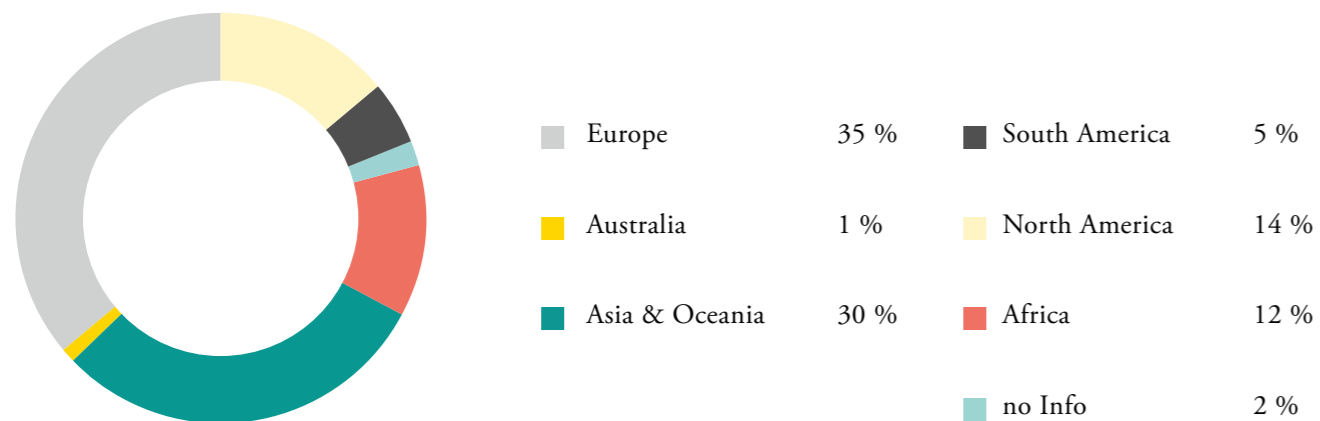 Europe 35 % South America 5 %
Australia 1 % North America 14 %
Asia & Oceania 30 % Africa 12 %
no Info 2 %